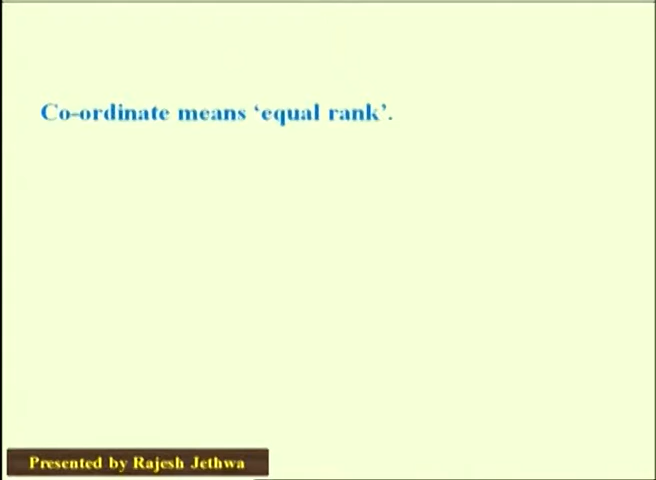 Co-ordinate means ‘equal rank’.
Presented by Rajesh Jethwa